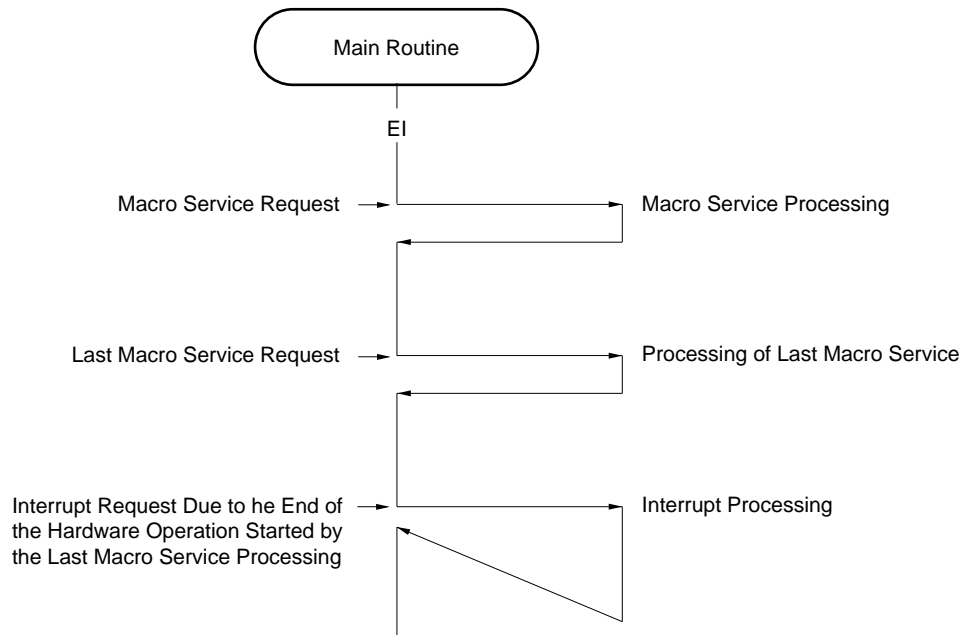 Main Routine
EI
Macro Service Request
Macro Service Processing
Last Macro Service Request
Processing of Last Macro Service
Interrupt Request Due to he End of
the Hardware Operation Started by
the Last Macro Service Processing
Interrupt Processing